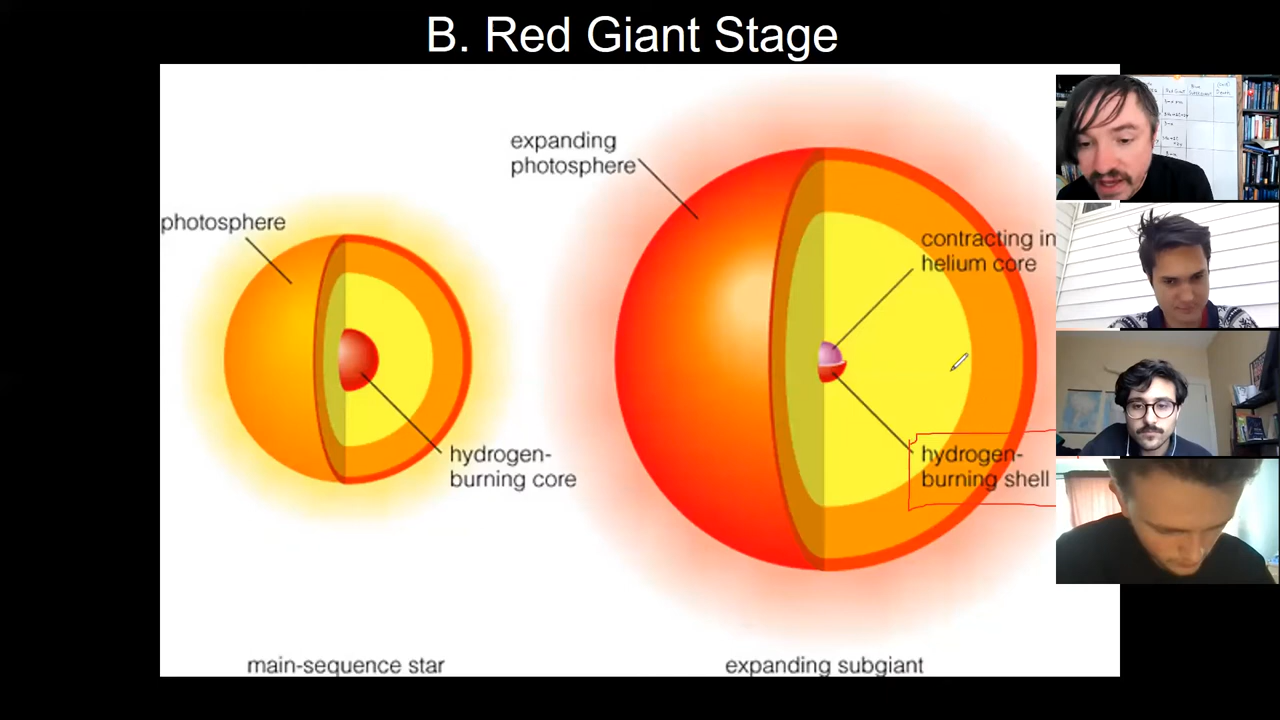 B. Red Giant Stage
expanding
photosphere
photosphere
contracting in
helium core
hydrogen-
burning core
hydrogen-
burning shell
main-sequence star
expanding subgiant